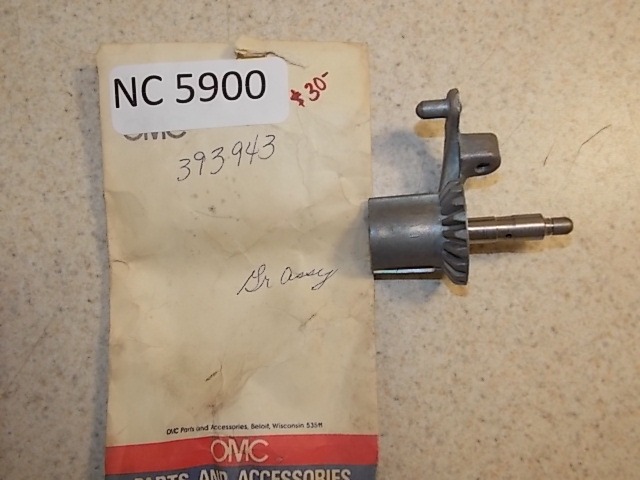 NC 5900
$30-
OMC
393943
Gr assy
OMC Parts and Accessories, Beloit, Wisconsin 53511
OMC
PARTS AND ACCESSORIES